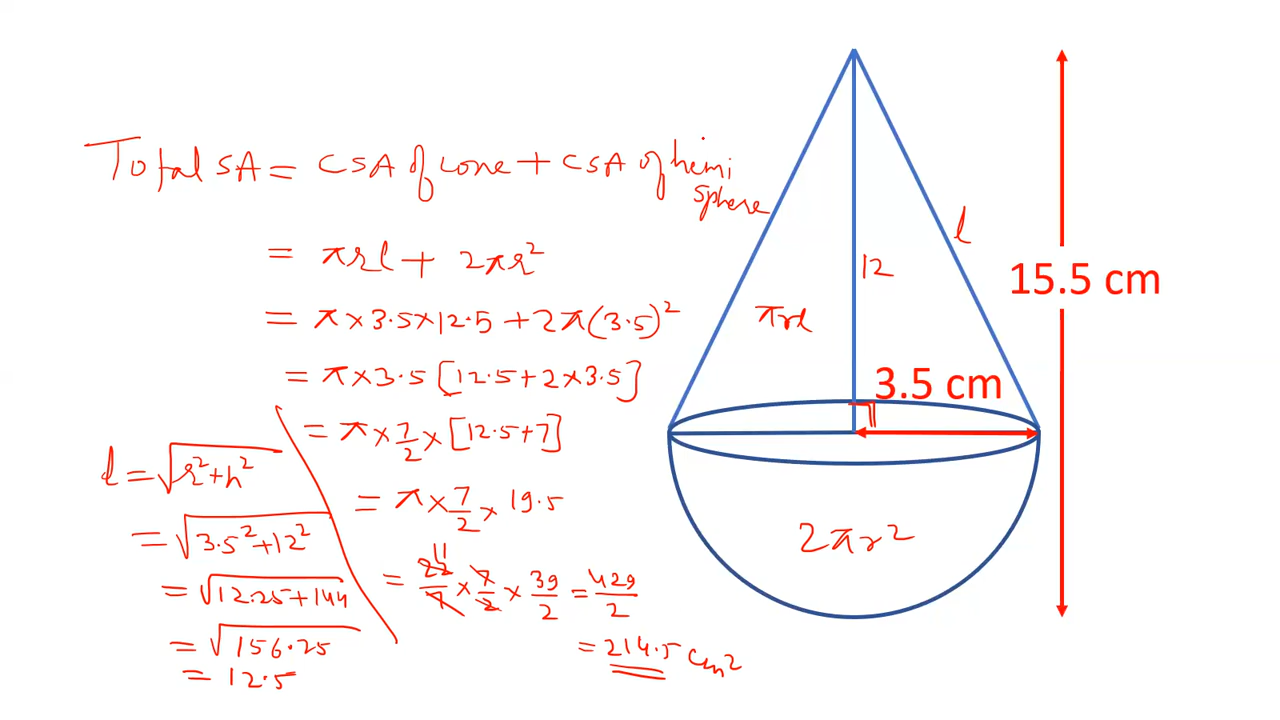 Total SA = CSA of cone + CSA of hemi
sphere
= πrl + 2πr²
= π × 3.5 × 12.5 + 2π(3.5)²
= π × 3.5 [12.5 + 2 × 3.5]
= π × 7/2 × [12.5 + 7]
= π × 7/2 × 19.5
= 22/7 × 7/2 × 39/2 = 429/2
11
= 214.5 cm²
l = √r² + h²
= √3.5² + 12²
= √12.25 + 144
= √156.25
= 12.5
l
12
15.5 cm
πrl
3.5 cm
2πr²